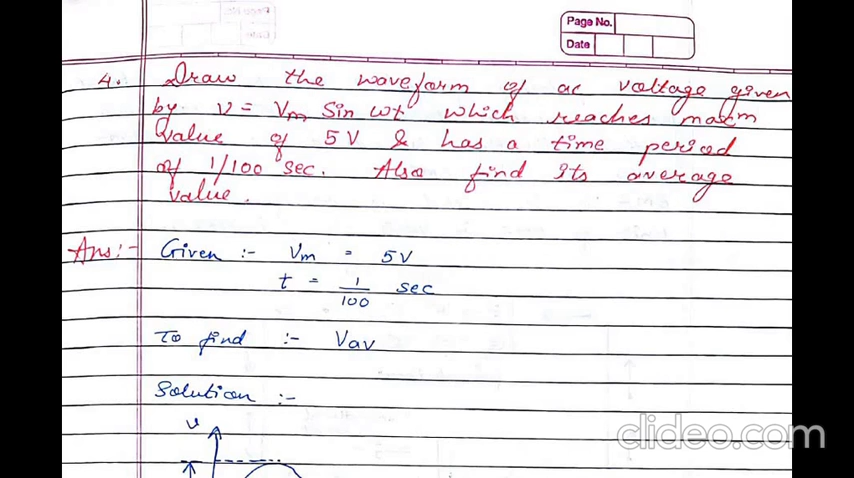 Page No.
Date
4. Draw the waveform of ac voltage given
by v = Vm Sin wt which reaches maxm
value of 5V & has a time period
of 1/100 sec. Also find its average
value.
Ans:- Given :- Vm = 5V
t = 1/100 sec
To find :- Vav
Solution :-
v
clideo.com